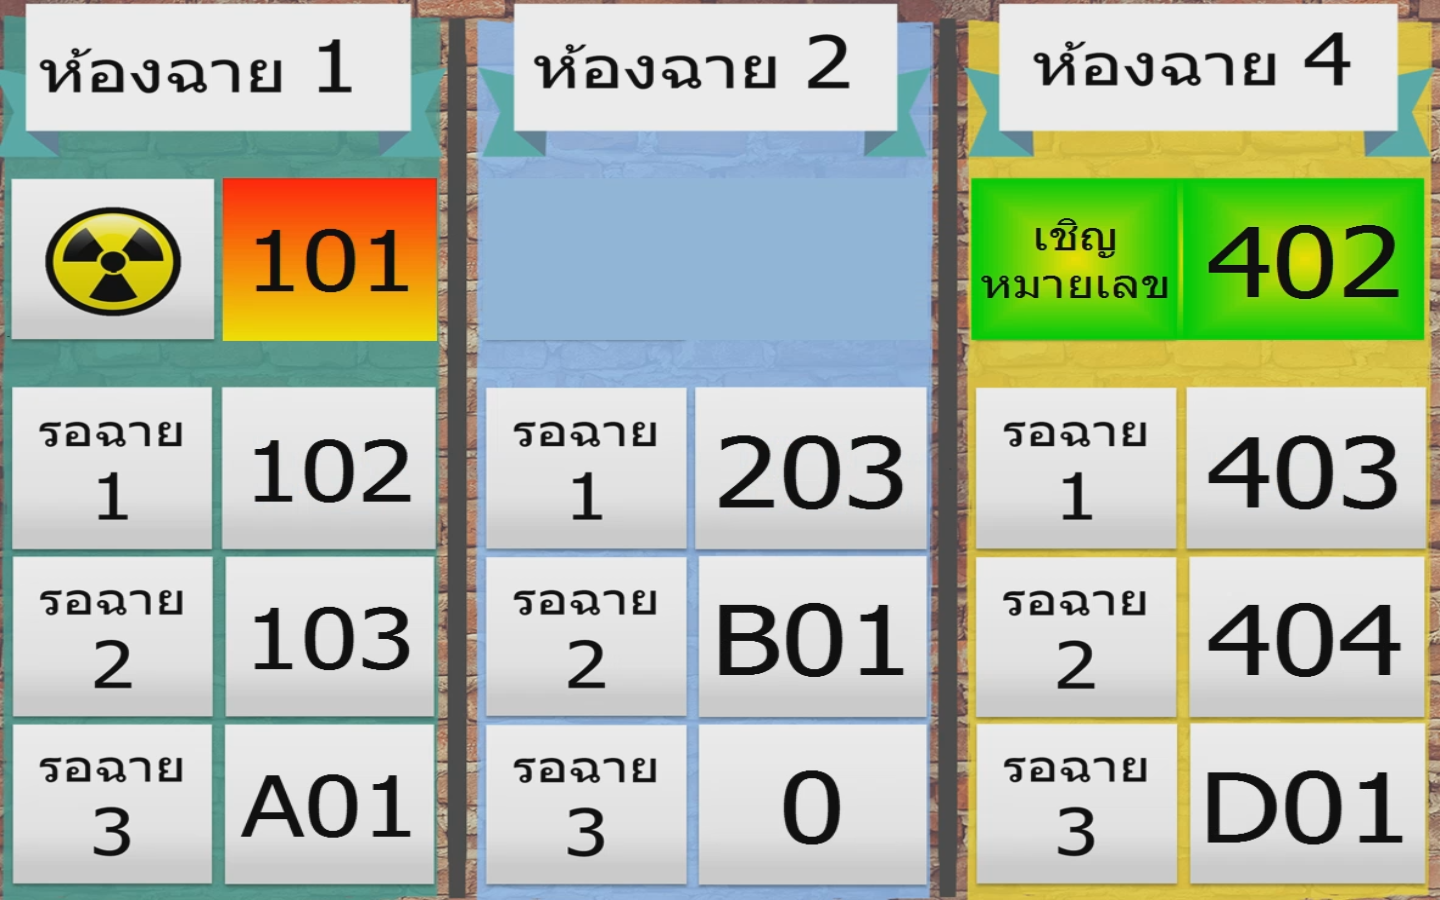 ห้องฉาย 1
101
รอฉาย
1
102
รอฉาย
2
103
รอฉาย
3
A01
ห้องฉาย 2
รอฉาย
1
203
รอฉาย
2
B01
รอฉาย
3
0
ห้องฉาย 4
เชิญ
หมายเลข
402
รอฉาย
1
403
รอฉาย
2
404
รอฉาย
3
D01